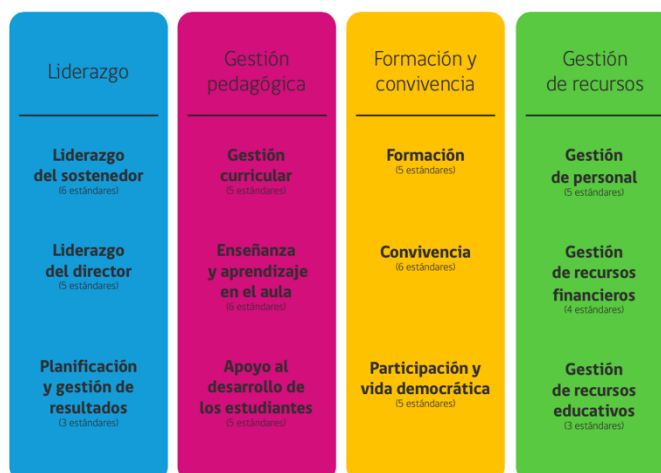 Liderazgo
Liderazgo
del sostenedor
(6 estándares)
Liderazgo
del director
(5 estándares)
Planificación
y gestión de
resultados
(3 estándares)
Gestión
pedagógica
Gestión
curricular
(5 estándares)
Enseñanza
y aprendizaje
en el aula
(6 estándares)
Apoyo al
desarrollo de
los estudiantes
(5 estándares)
Formación y
convivencia
Formación
(5 estándares)
Convivencia
(6 estándares)
Participación y
vida democrática
(5 estándares)
Gestión
de recursos
Gestión
de personal
(5 estándares)
Gestión
de recursos
financieros
(4 estándares)
Gestión
de recursos
educativos
(3 estándares)